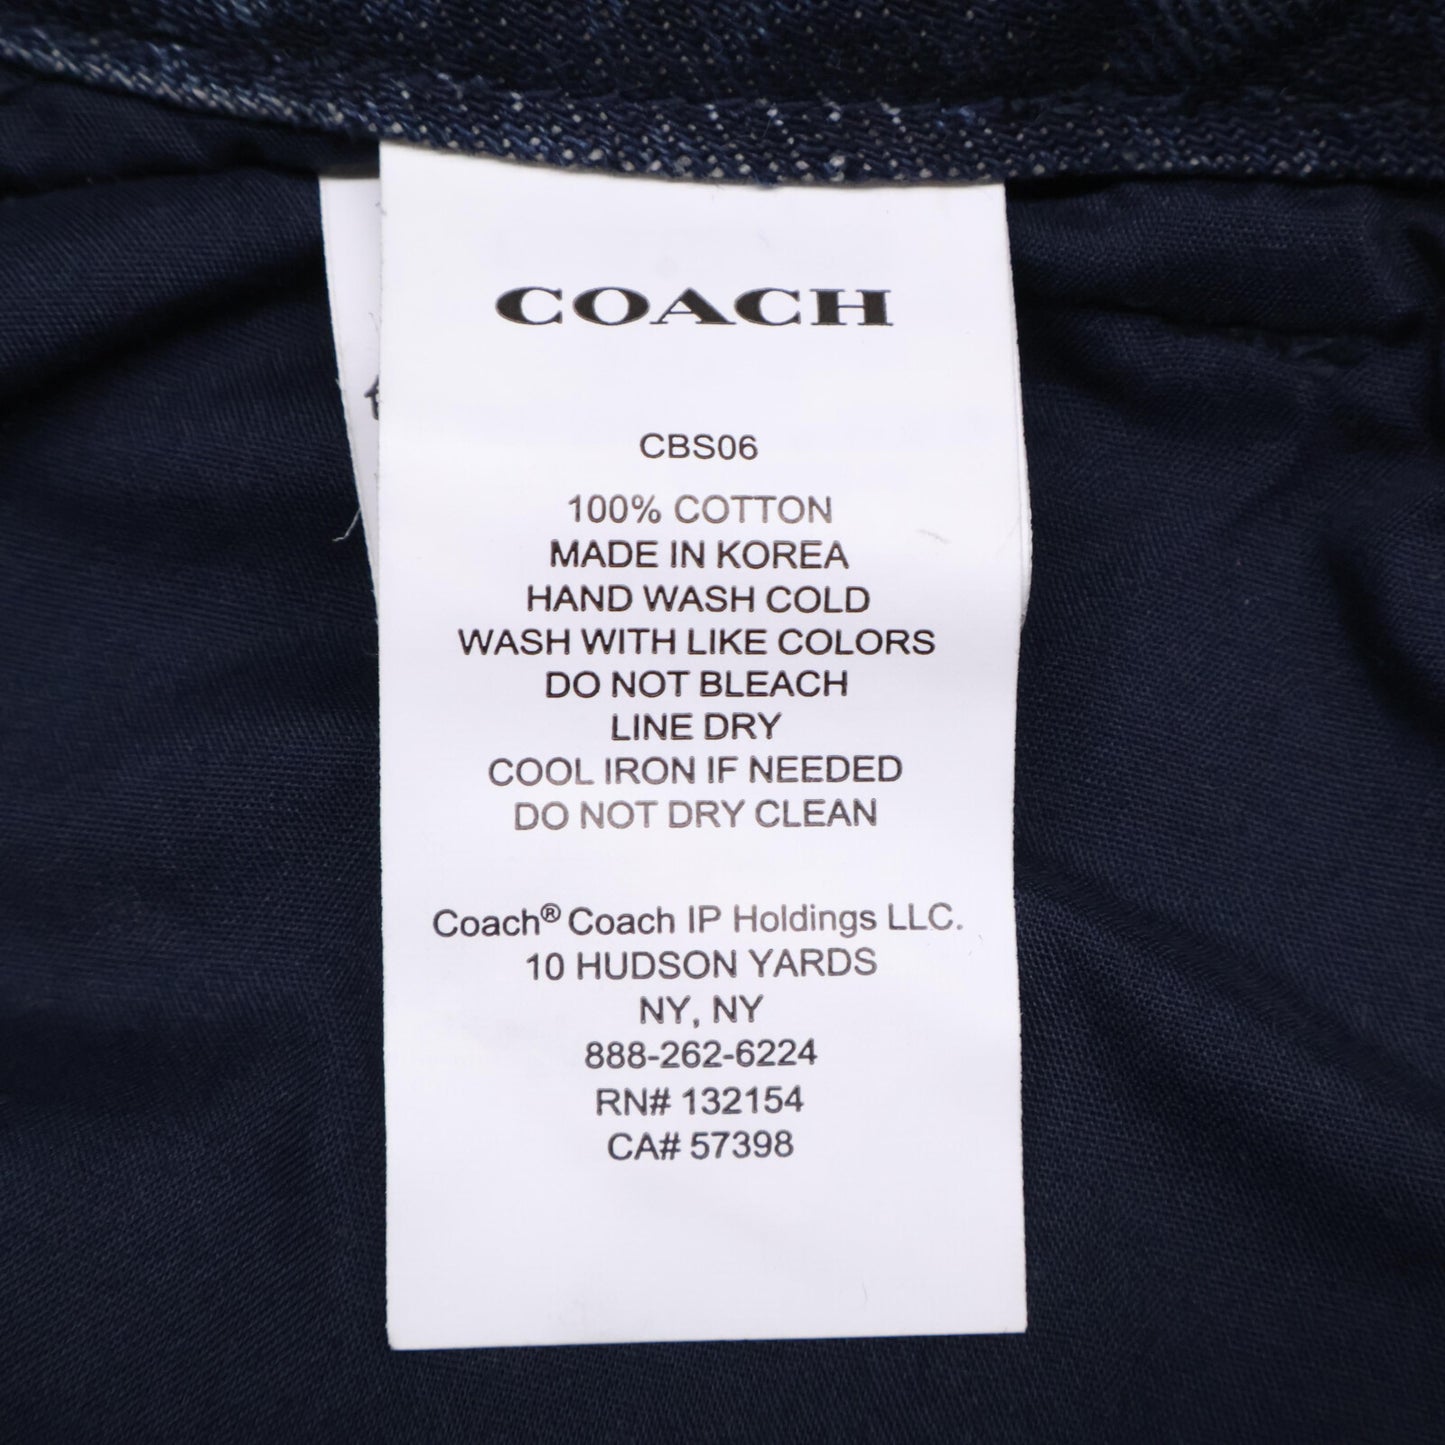 COACH
CBS06
100% COTTON
MADE IN KOREA
HAND WASH COLD
WASH WITH LIKE COLORS
DO NOT BLEACH
LINE DRY
COOL IRON IF NEEDED
DO NOT DRY CLEAN
Coach® Coach IP Holdings LLC.
10 HUDSON YARDS
NY, NY
888-262-6224
RN# 132154
CA# 57398